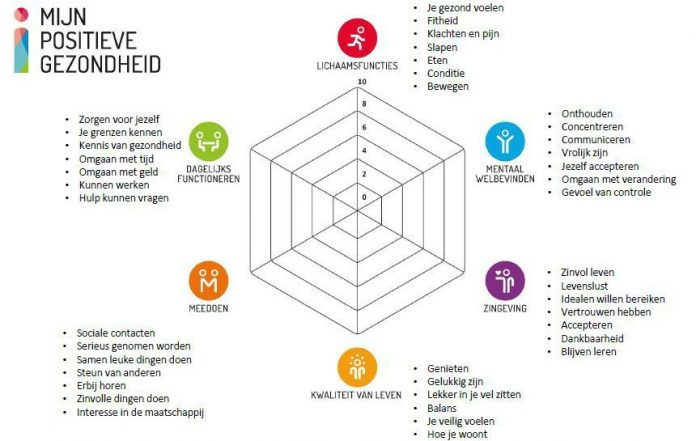 MIJN
POSITIEVE
GEZONDHEID
LICHAAMSFUNCTIES
• Je gezond voelen
• Fitheid
• Klachten en pijn
• Slapen
• Eten
• Conditie
• Bewegen
MENTAAL
WELBEVINDEN
• Onthouden
• Concentreren
• Communiceren
• Vrolijk zijn
• Jezelf accepteren
• Omgaan met verandering
• Gevoel van controle
ZINGEVING
• Zinvol leven
• Levenslust
• Idealen willen bereiken
• Vertrouwen hebben
• Accepteren
• Dankbaarheid
• Blijven leren
KWALITEIT VAN LEVEN
• Genieten
• Gelukkig zijn
• Lekker in je vel zitten
• Balans
• Je veilig voelen
• Hoe je woont
MEEDOEN
• Sociale contacten
• Serieus genomen worden
• Samen leuke dingen doen
• Steun van anderen
• Erbij horen
• Zinvolle dingen doen
• Interesse in de maatschappij
DAGELIJKS
FUNCTIONEREN
• Zorgen voor jezelf
• Je grenzen kennen
• Kennis van gezondheid
• Omgaan met tijd
• Omgaan met geld
• Kunnen werken
• Hulp kunnen vragen
10
8
6
4
2
0